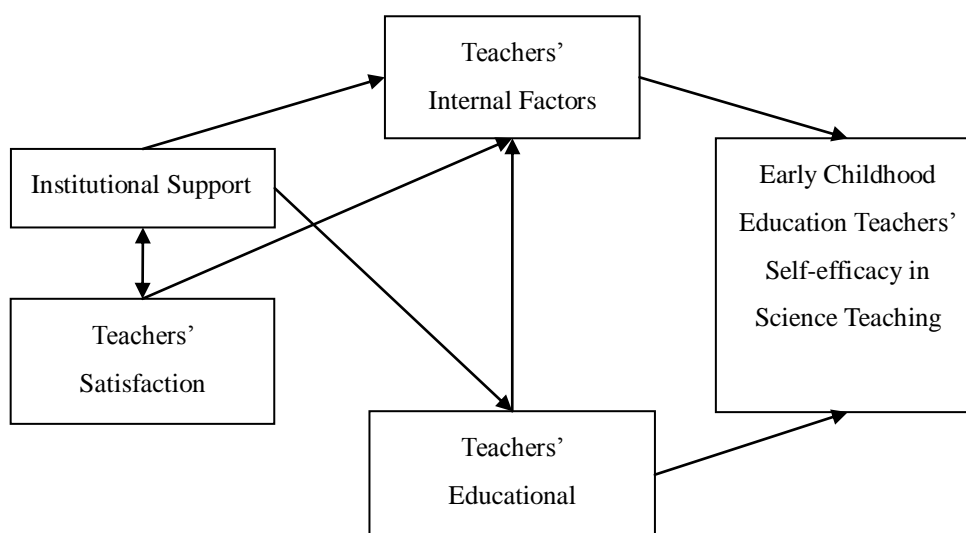 Teachers’
Internal Factors
Institutional Support
Early Childhood
Education Teachers’
Self-efficacy in
Science Teaching
Teachers’
Satisfaction
Teachers’
Educational